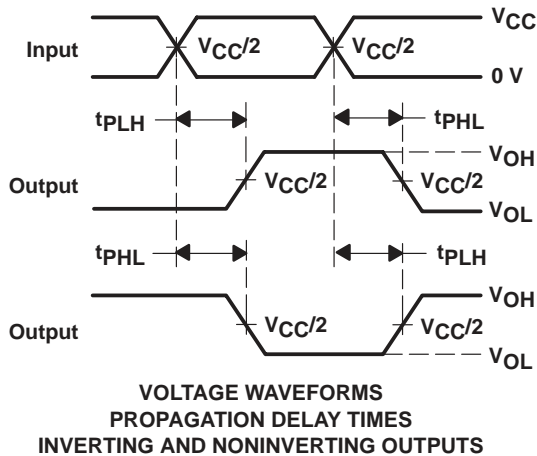 VCC
Input
VCC/2
VCC/2
0 V
tPLH
tPHL
VOH
Output
VCC/2
VCC/2
VOL
tPHL
tPLH
VOH
Output
VCC/2
VCC/2
VOL
VOLTAGE WAVEFORMS
PROPAGATION DELAY TIMES
INVERTING AND NONINVERTING OUTPUTS